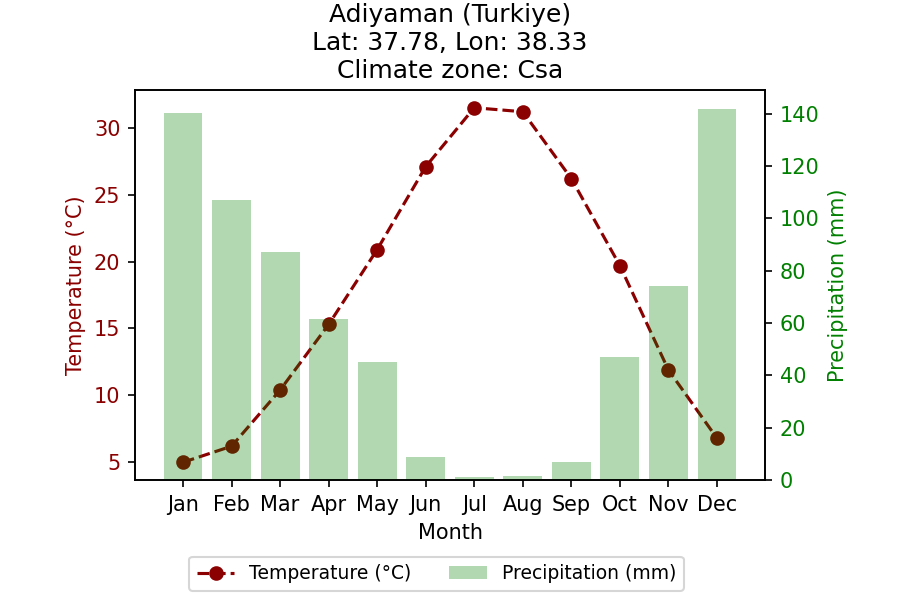 Adiyaman (Turkiye)
Lat: 37.78, Lon: 38.33
Climate zone: Csa
30
25
20
15
10
5
Temperature (°C)
140
120
100
80
60
40
20
0
Precipitation (mm)
Jan Feb Mar Apr May Jun Jul Aug Sep Oct Nov Dec
Month
Temperature (°C) Precipitation (mm)